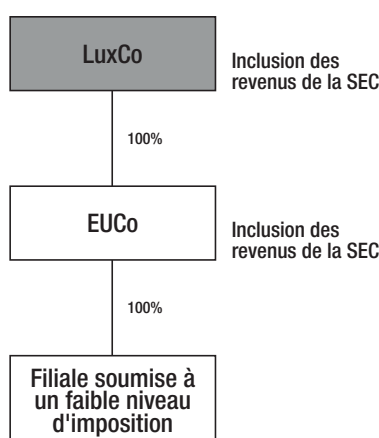 LuxCo
Inclusion des
revenus de la SEC
100%
EUCo
Inclusion des
revenus de la SEC
100%
Filiale soumise à
un faible niveau
d'imposition